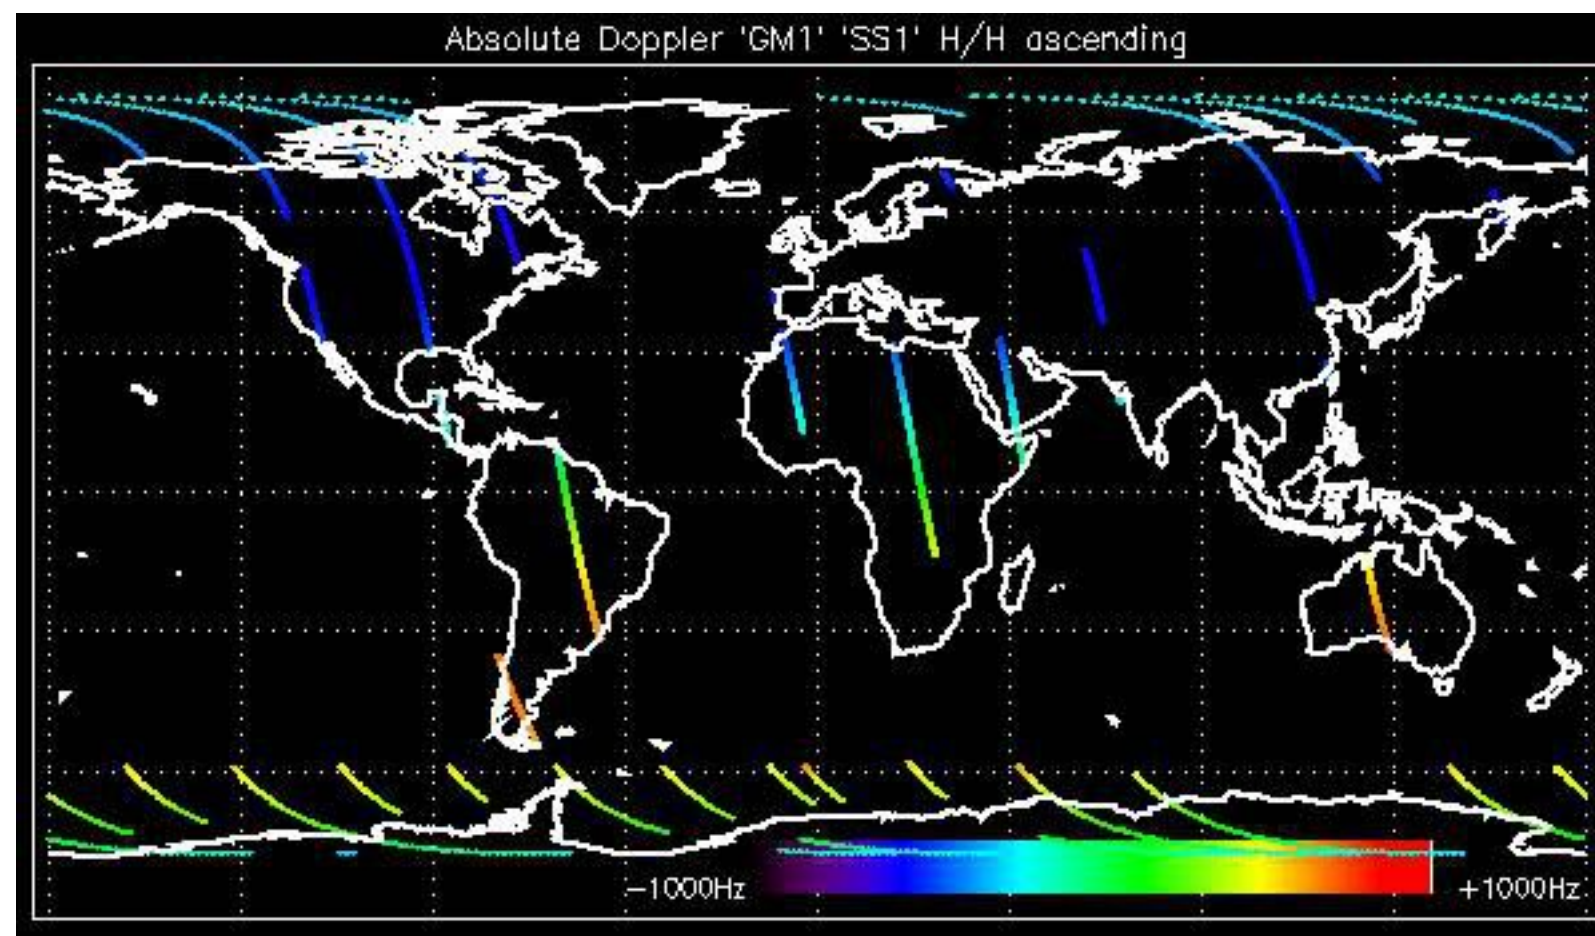 Absolute Doppler 'GM1' 'SS1' H/H ascending
-1000Hz
+1000Hz